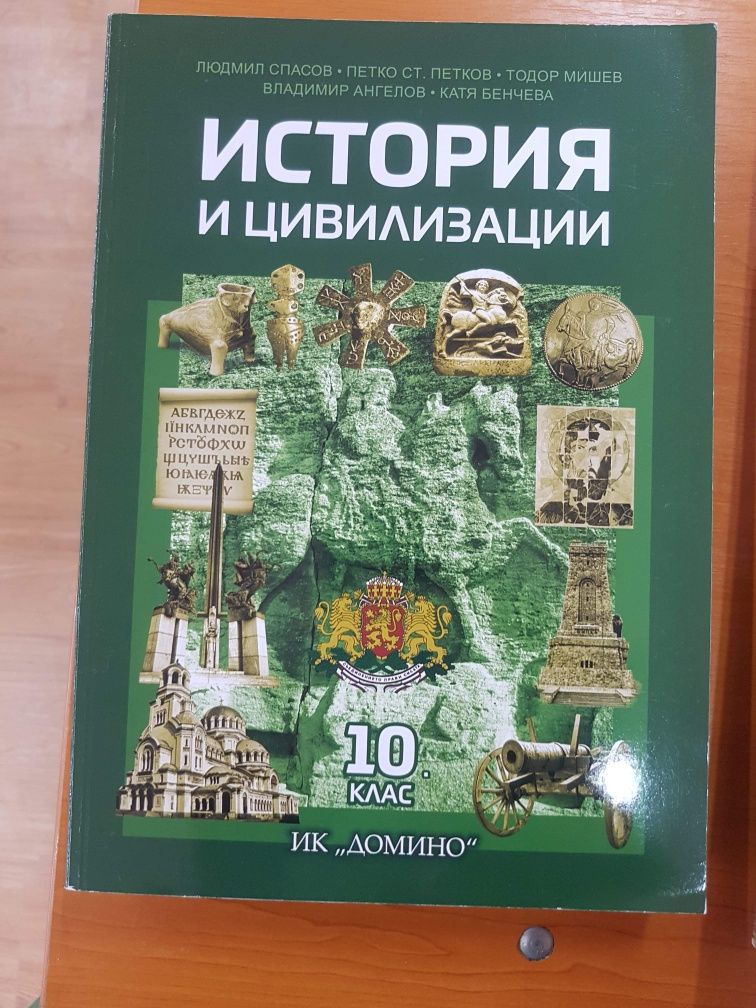 ЛЮДМИЛ СПАСОВ • ПЕТКО СТ. ПЕТКОВ • ТОДОР МИШЕВ
ВЛАДИМИР АНГЕЛОВ • КАТЯ БЕНЧЕВА
ИСТОРИЯ
И ЦИВИЛИЗАЦИИ
10.
КЛАС
ИК „ДОМИНО“